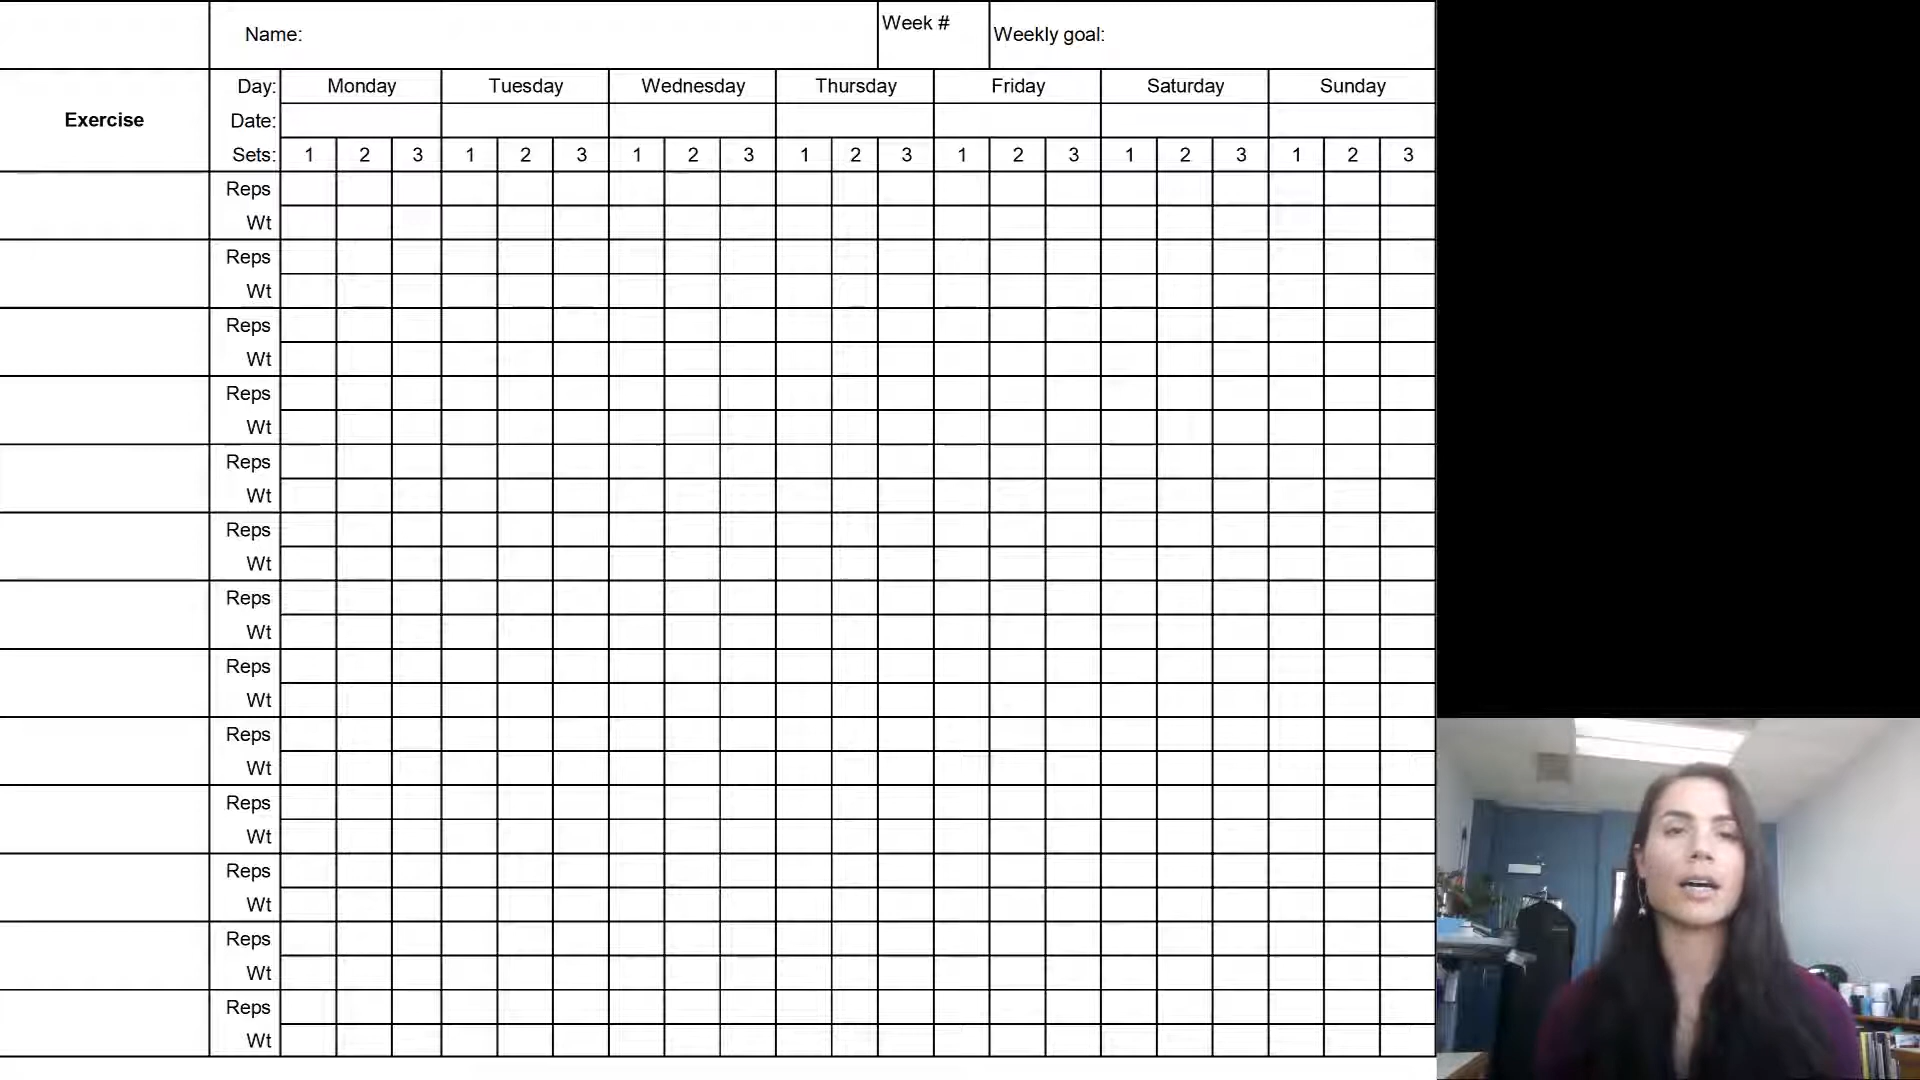 Name: Week # Weekly goal:
Day: Monday Tuesday Wednesday Thursday Friday Saturday Sunday
Exercise Date:
Sets: 1 2 3 1 2 3 1 2 3 1 2 3 1 2 3 1 2 3 1 2 3
Reps
Wt
Reps
Wt
Reps
Wt
Reps
Wt
Reps
Wt
Reps
Wt
Reps
Wt
Reps
Wt
Reps
Wt
Reps
Wt
Reps
Wt
Reps
Wt
Reps
Wt